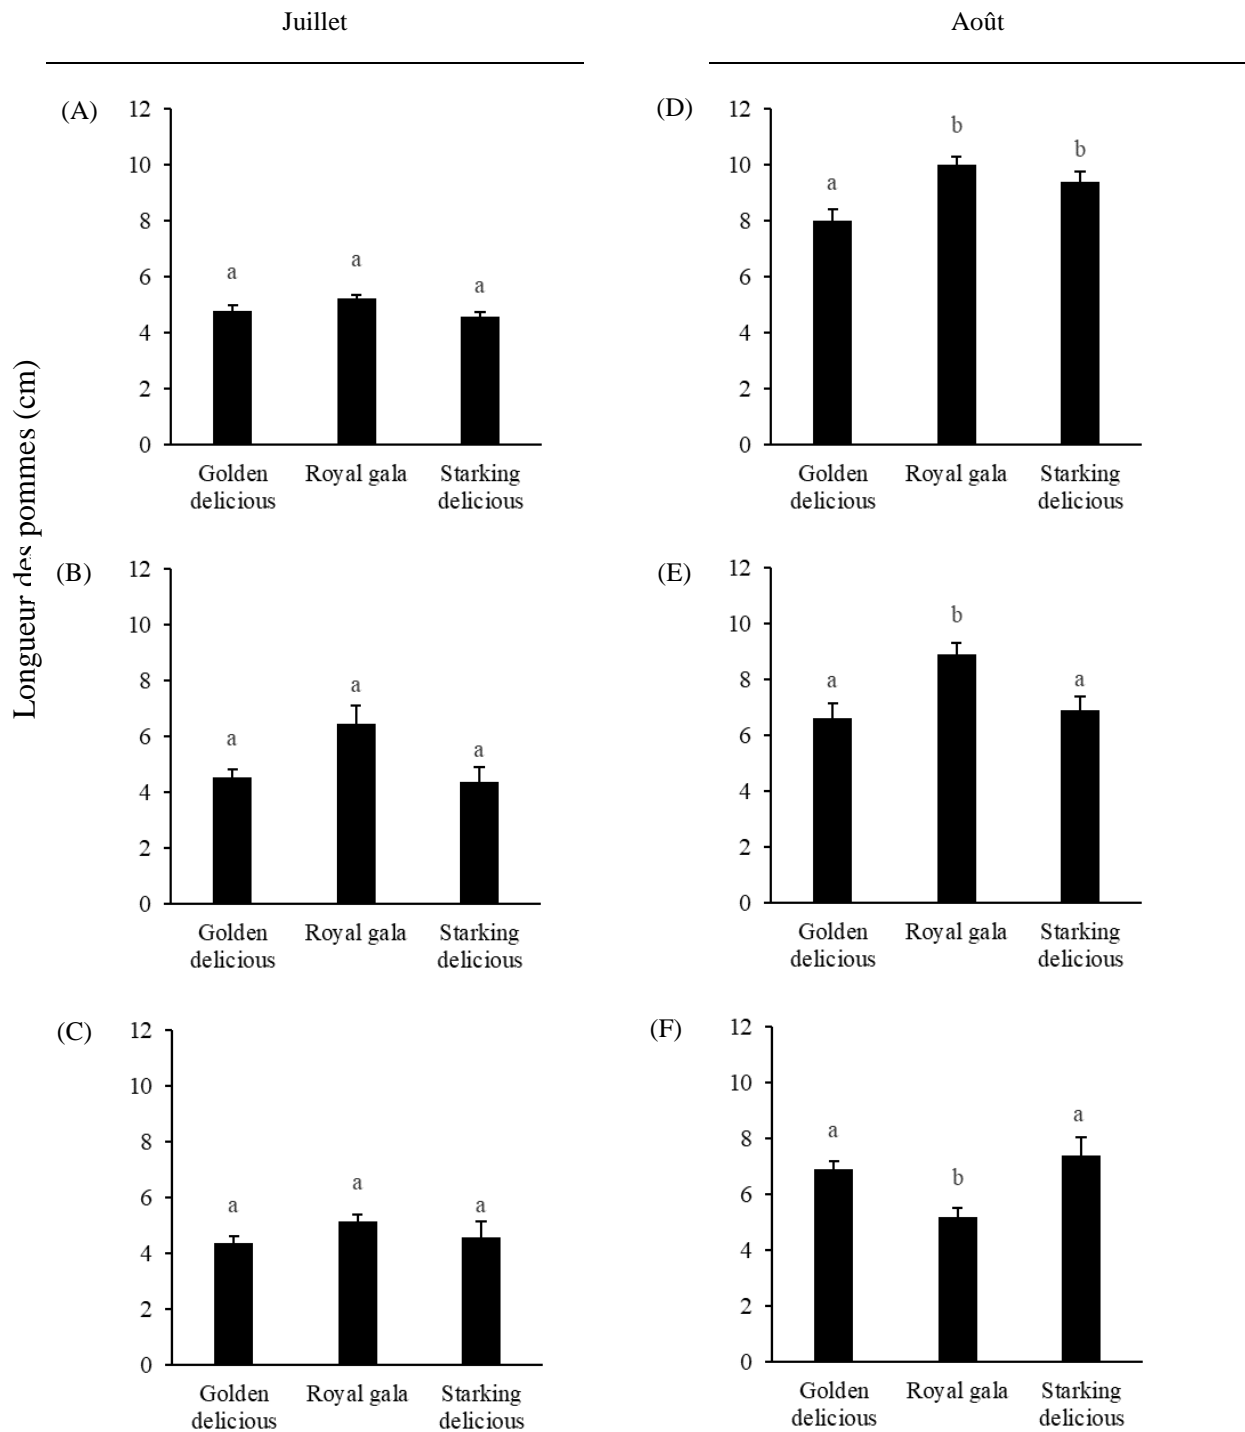 Juillet
Août
Longueur des pommes (cm)
(A)
12
10
8
6
4
2
0
a
a
a
Golden
delicious
Royal gala
Starking
delicious
(D)
12
10
8
6
4
2
0
a
b
b
Golden
delicious
Royal gala
Starking
delicious
(B)
12
10
8
6
4
2
0
a
a
a
Golden
delicious
Royal gala
Starking
delicious
(E)
12
10
8
6
4
2
0
a
b
a
Golden
delicious
Royal gala
Starking
delicious
(C)
12
10
8
6
4
2
0
a
a
a
Golden
delicious
Royal gala
Starking
delicious
(F)
12
10
8
6
4
2
0
a
b
a
Golden
delicious
Royal gala
Starking
delicious